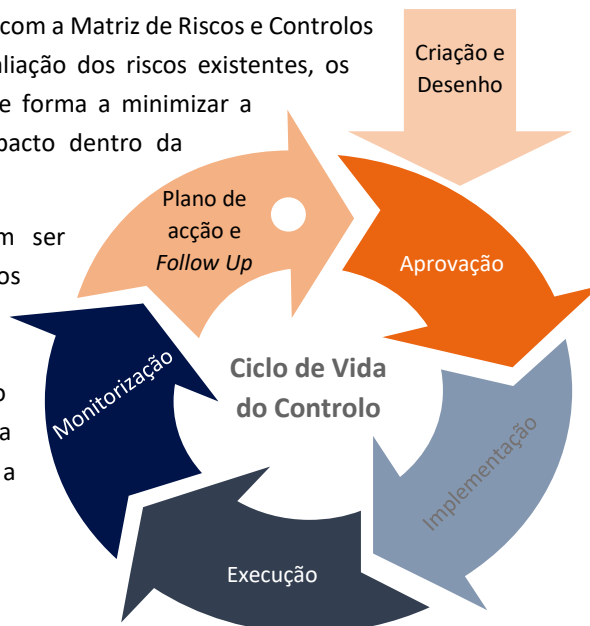 com a Matriz de Riscos e Controlos
aliação dos riscos existentes, os
e forma a minimizar a
pacto dentro da
m ser
os
o
a
a
Criação e
Desenho
Plano de
acção e
Follow Up
Aprovação
Monitorização
Ciclo de Vida
do Controlo
Implementação
Execução